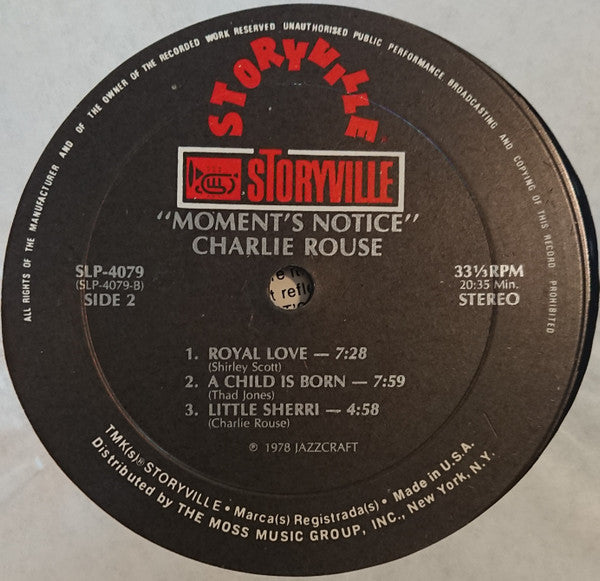 ALL RIGHTS OF THE MANUFACTURER AND OF THE OWNER OF THE RECORDED WORK RESERVED UNAUTHORISED PUBLIC PERFORMANCE BROADCASTING AND COPYING OF THIS RECORD PROHIBITED
STORYVILLE
STORYVILLE
"MOMENT'S NOTICE"
CHARLIE ROUSE
SLP-4079
(SLP-4079-B)
SIDE 2
33⅓RPM
20:35 Min.
STEREO
t refle
1. ROYAL LOVE — 7:28
(Shirley Scott)
2. A CHILD IS BORN — 7:59
(Thad Jones)
3. LITTLE SHERRI — 4:58
(Charlie Rouse)
℗ 1978 JAZZCRAFT
TMK(s)® STORYVILLE • Marca(s) Registrada(s) • Made in U.S.A.
Distributed by THE MOSS MUSIC GROUP, INC., New York, N.Y.